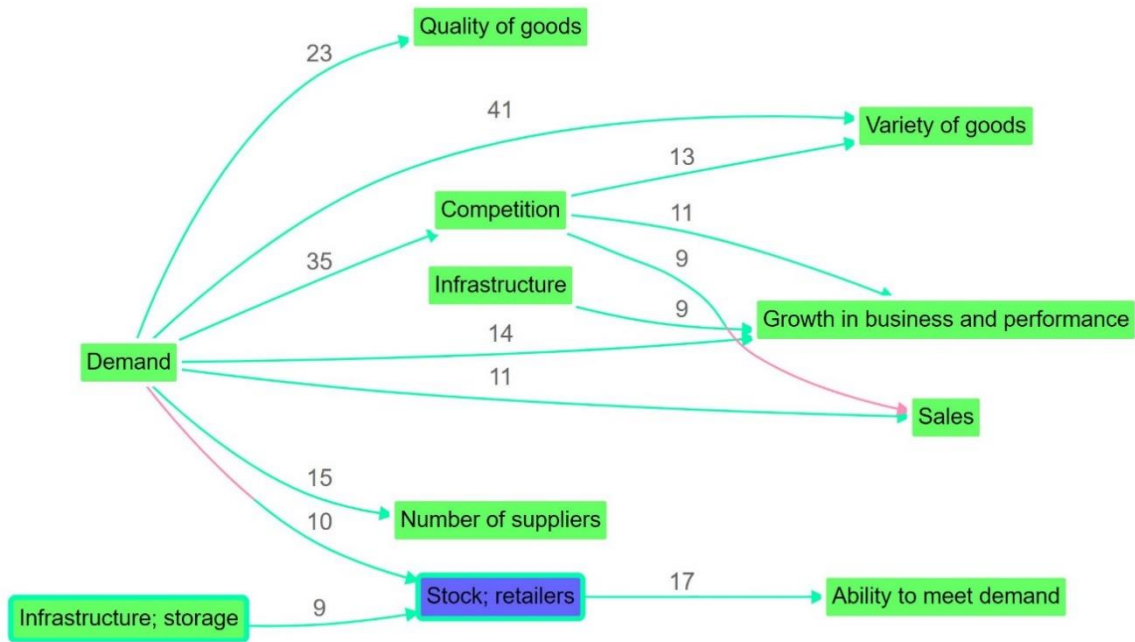 Quality of goods
23
41
Variety of goods
13
Competition
11
35
9
Infrastructure
9
Growth in business and performance
14
Demand
11
Sales
15
Number of suppliers
10
Stock; retailers
17
Ability to meet demand
Infrastructure; storage
9